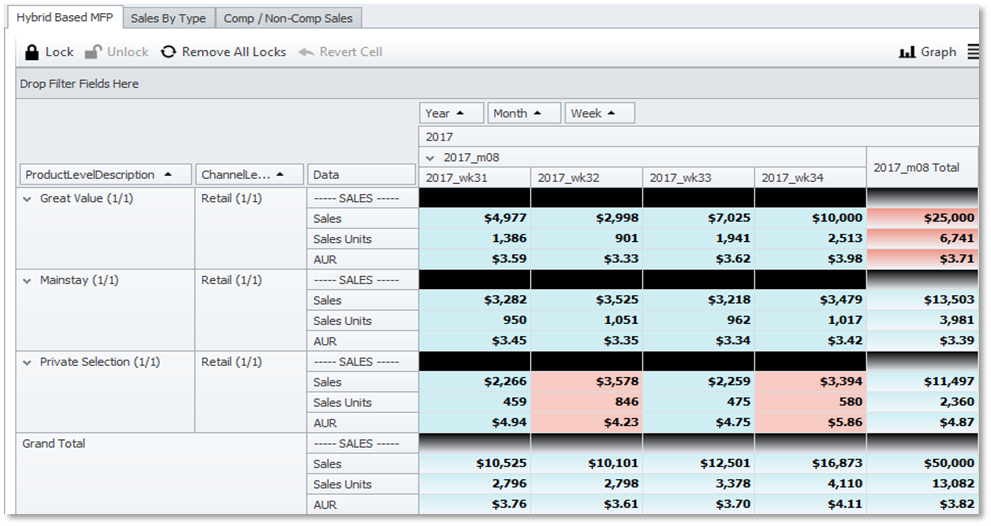 Hybrid Based MFP Sales By Type Comp / Non-Comp Sales
Lock Unlock Remove All Locks Revert Cell Graph
Drop Filter Fields Here
Year Month Week
2017
2017_m08 2017_m08 Total
ProductLevelDescription ChannelLe... Data 2017_wk31 2017_wk32 2017_wk33 2017_wk34
Great Value (1/1) Retail (1/1) ----- SALES -----
Sales $4,977 $2,998 $7,025 $10,000 $25,000
Sales Units 1,386 901 1,941 2,513 6,741
AUR $3.59 $3.33 $3.62 $3.98 $3.71
Mainstay (1/1) Retail (1/1) ----- SALES -----
Sales $3,282 $3,525 $3,218 $3,479 $13,503
Sales Units 950 1,051 962 1,017 3,981
AUR $3.45 $3.35 $3.34 $3.42 $3.39
Private Selection (1/1) Retail (1/1) ----- SALES -----
Sales $2,266 $3,578 $2,259 $3,394 $11,497
Sales Units 459 846 475 580 2,360
AUR $4.94 $4.23 $4.75 $5.86 $4.87
Grand Total ----- SALES -----
Sales $10,525 $10,101 $12,501 $16,873 $50,000
Sales Units 2,796 2,798 3,378 4,110 13,082
AUR $3.76 $3.61 $3.70 $4.11 $3.82